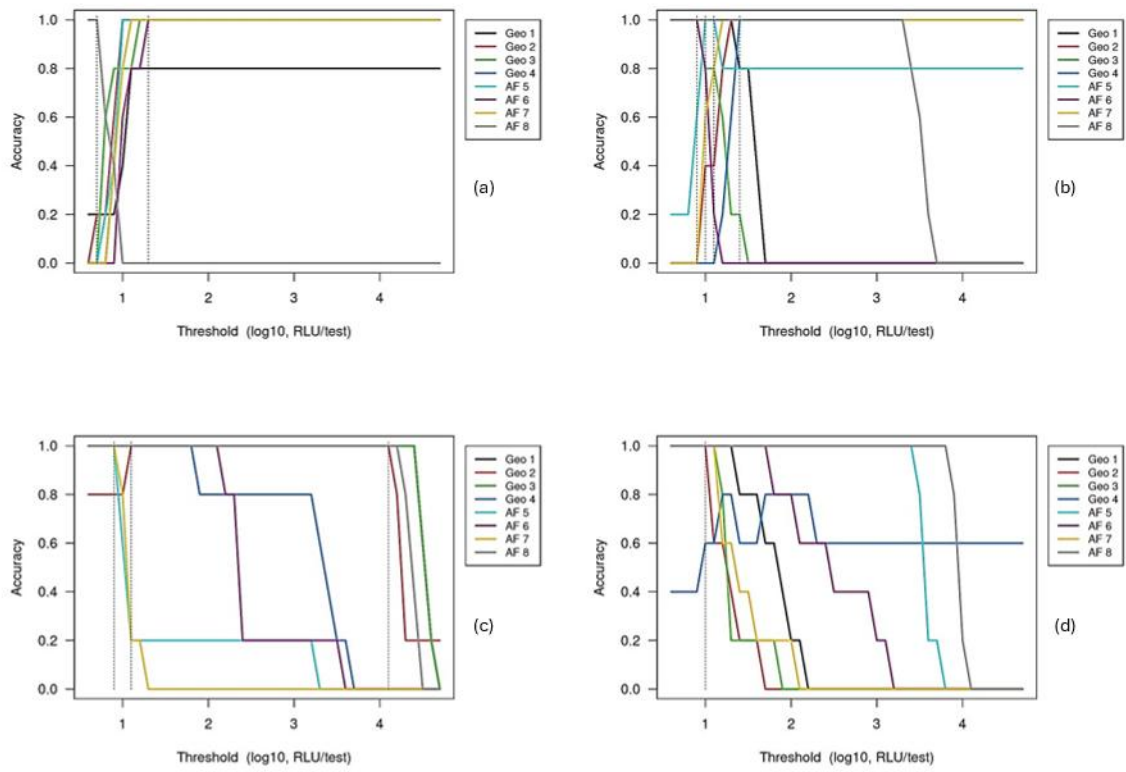 1.0
0.8
0.6
0.4
0.2
0.0
Accuracy
1 2 3 4
Threshold (log10, RLU/test)
Geo 1
Geo 2
Geo 3
Geo 4
AF 5
AF 6
AF 7
AF 8
(a)
1.0
0.8
0.6
0.4
0.2
0.0
Accuracy
1 2 3 4
Threshold (log10, RLU/test)
Geo 1
Geo 2
Geo 3
Geo 4
AF 5
AF 6
AF 7
AF 8
(b)
1.0
0.8
0.6
0.4
0.2
0.0
Accuracy
1 2 3 4
Threshold (log10, RLU/test)
Geo 1
Geo 2
Geo 3
Geo 4
AF 5
AF 6
AF 7
AF 8
(c)
1.0
0.8
0.6
0.4
0.2
0.0
Accuracy
1 2 3 4
Threshold (log10, RLU/test)
Geo 1
Geo 2
Geo 3
Geo 4
AF 5
AF 6
AF 7
AF 8
(d)